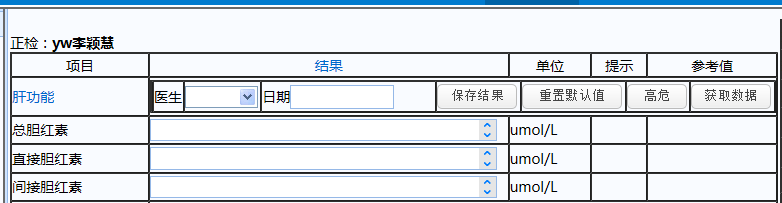 正检：yw李颖慧
项目 结果 单位 提示 参考值
肝功能 医生 日期 保存结果 重置默认值 高危 获取数据
总胆红素 umol/L
直接胆红素 umol/L
间接胆红素 umol/L